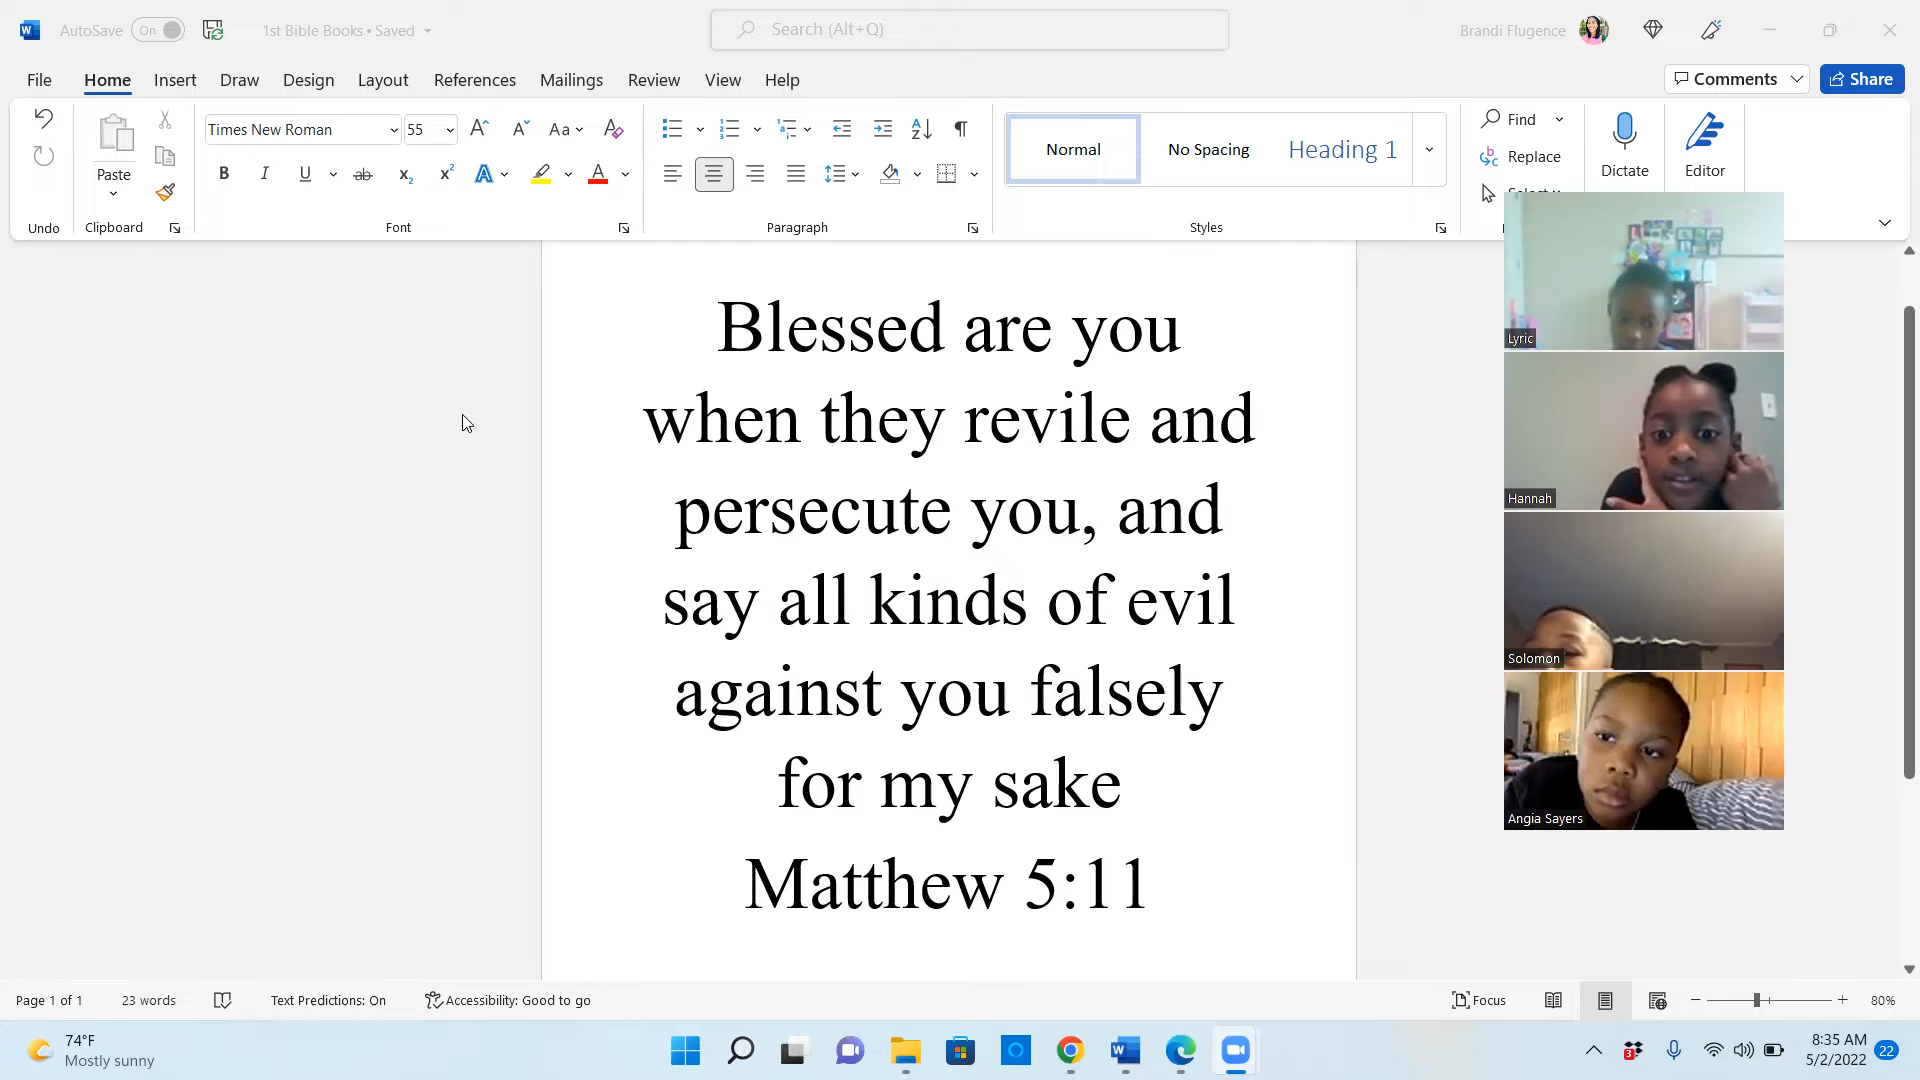 AutoSave On 1st Bible Books • Saved Search (Alt+Q) Brandi Flugence
File Home Insert Draw Design Layout References Mailings Review View Help Comments Share
Times New Roman 55 Aa Normal No Spacing Heading 1 Find
Replace
Paste Dictate Editor
Undo Clipboard Font Paragraph Styles
Blessed are you
when they revile and
persecute you, and
say all kinds of evil
against you falsely
for my sake
Matthew 5:11
Lyric
Hannah
Solomon
Angia Sayers
Page 1 of 1 23 words Text Predictions: On Accessibility: Good to go Focus 80%
74°F
Mostly sunny
8:35 AM
5/2/2022 22